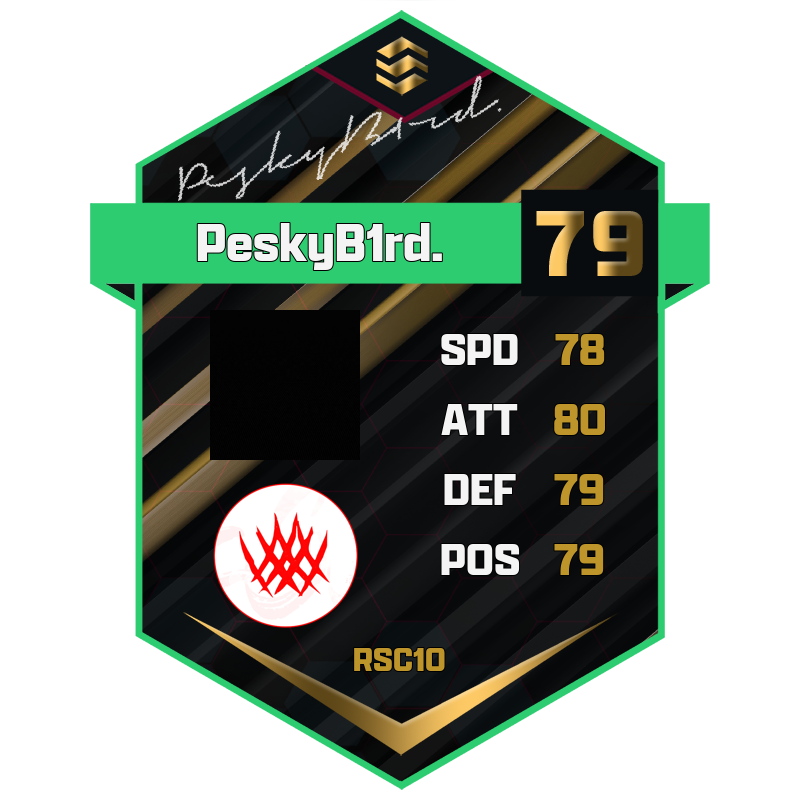 PeskyB1rd.
PeskyB1rd. 79
SPD 78
ATT 80
DEF 79
POS 79
RSC10